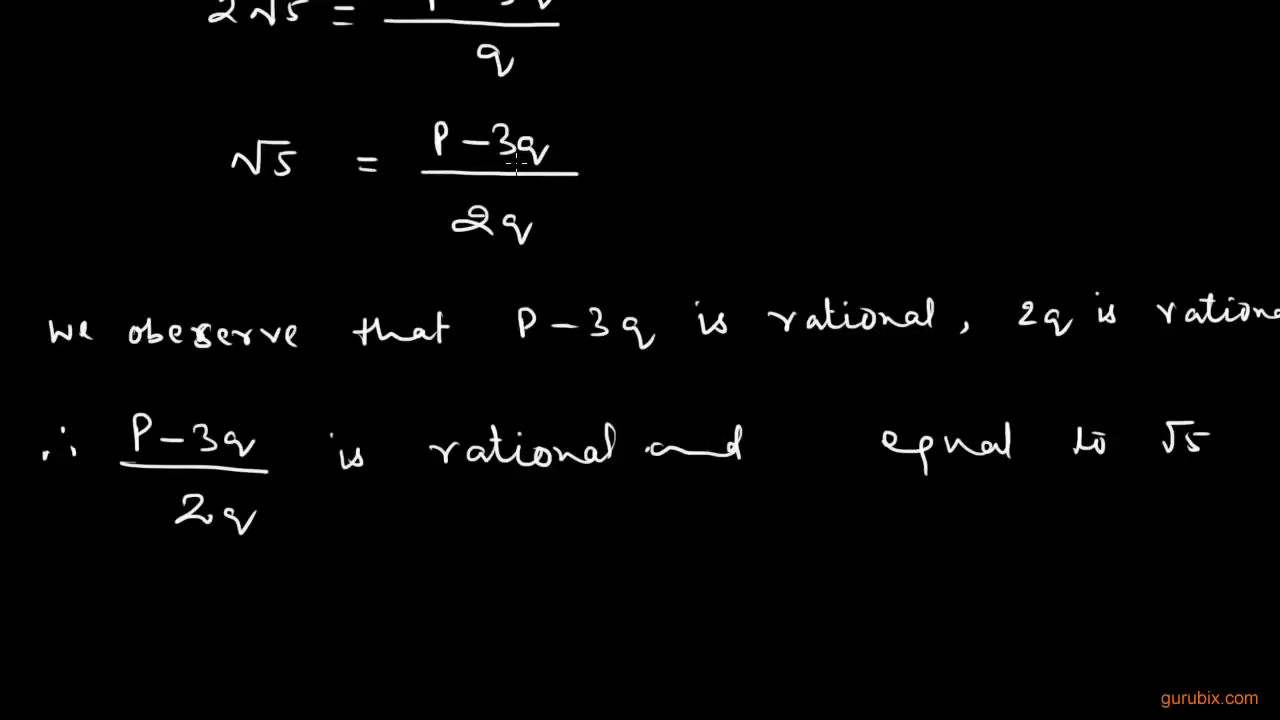 2√5 = P-3q
q
√5 = P-3q
2q
we obeserve that P-3q is rational, 2q is rationa
∴ P-3q is rational and equal to √5
2q
gurubix.com